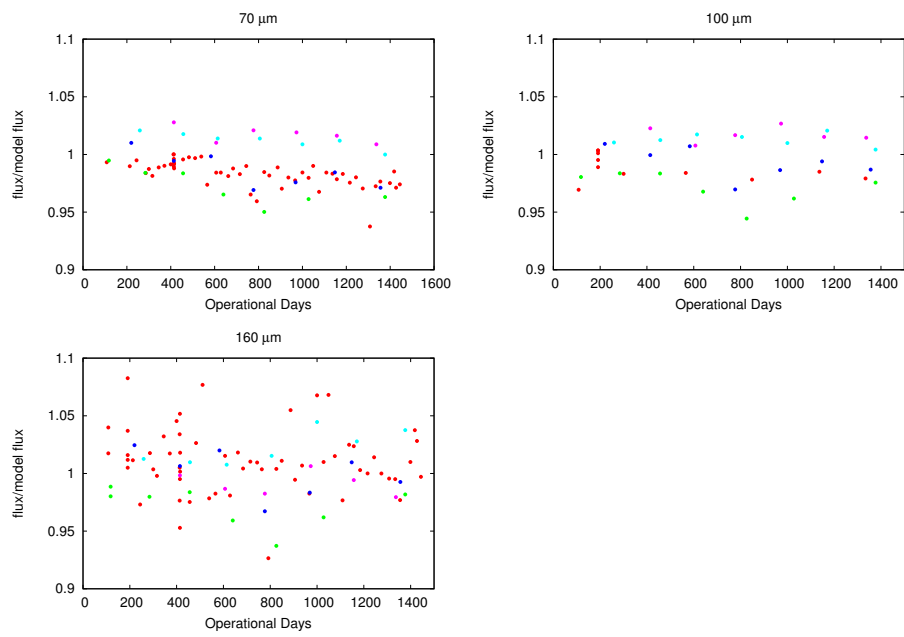 70 μm
1.1
1.05
1
0.95
0.9
0 200 400 600 800 1000 1200 1400 1600
flux/model flux
Operational Days
100 μm
1.1
1.05
1
0.95
0.9
0 200 400 600 800 1000 1200 1400
flux/model flux
Operational Days
160 μm
1.1
1.05
1
0.95
0.9
0 200 400 600 800 1000 1200 1400
flux/model flux
Operational Days